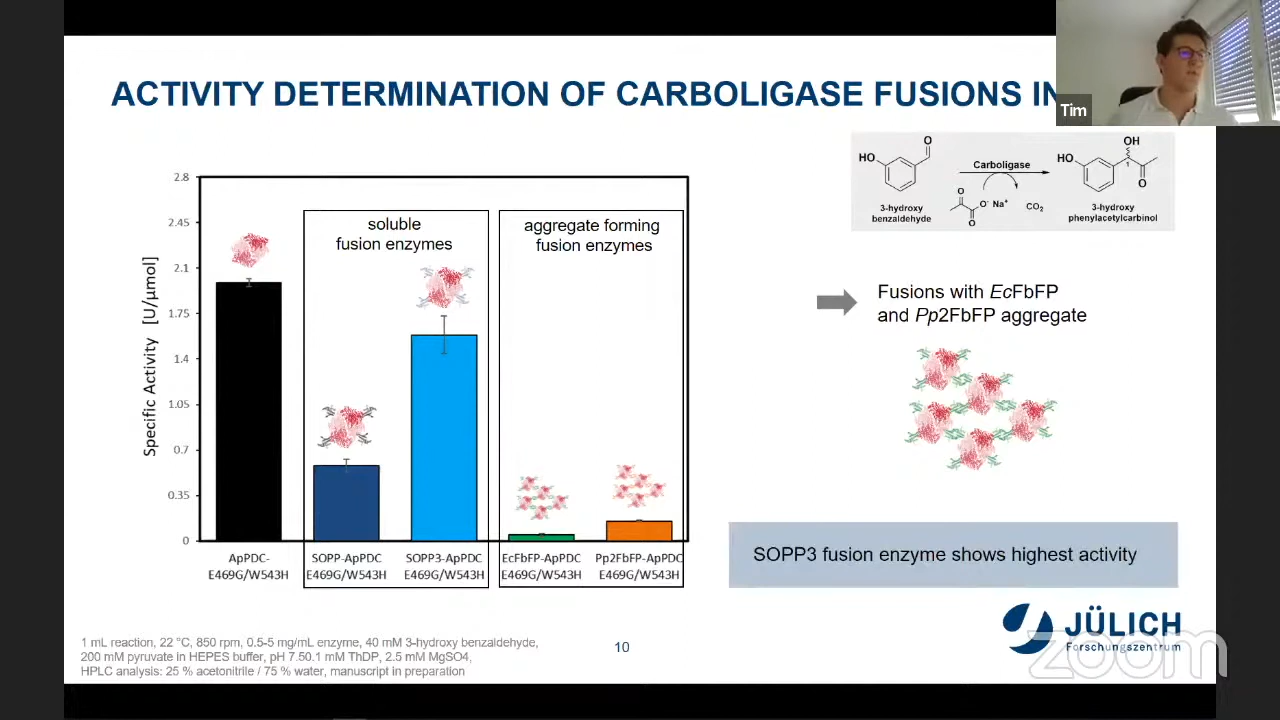 ACTIVITY DETERMINATION OF CARBOLIGASE FUSIONS IN
Tim
2.8
2.45
2.1
1.75
1.4
1.05
0.7
0.35
0
Specific Activity [U/µmol]
soluble
fusion enzymes
aggregate forming
fusion enzymes
ApPDC-
E469G/W543H
SOPP-ApPDC
E469G/W543H
SOPP3-ApPDC
E469G/W543H
EcFbFP-ApPDC
E469G/W543H
Pp2FbFP-ApPDC
E469G/W543H
HO
O
3-hydroxy
benzaldehyde
Carboligase
O
O⁻ Na⁺
O
CO₂
HO
OH
1
O
3-hydroxy
phenylacetylcarbinol
Fusions with EcFbFP
and Pp2FbFP aggregate
SOPP3 fusion enzyme shows highest activity
1 mL reaction, 22 °C, 850 rpm, 0.5-5 mg/mL enzyme, 40 mM 3-hydroxy benzaldehyde,
200 mM pyruvate in HEPES buffer, pH 7.50.1 mM ThDP, 2.5 mM MgSO4,
HPLC analysis: 25 % acetonitrile / 75 % water, manuscript in preparation
10
JÜLICH
Forschungszentrum
zoom